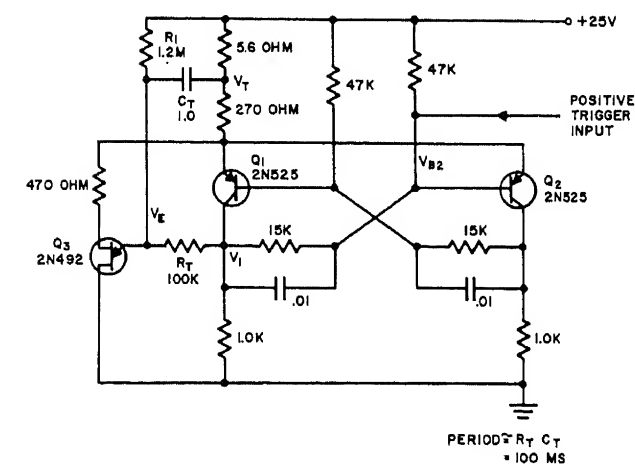 +25V
R1
1.2M
5.6 OHM
47K
47K
CT
1.0
VT
270 OHM
POSITIVE
TRIGGER
INPUT
VB2
Q1
2N525
Q2
2N525
470 OHM
VE
Q3
2N492
RT
100K
V1
15K
15K
.01
.01
1.0K
1.0K
PERIOD ≅ RT CT
= 100 MS